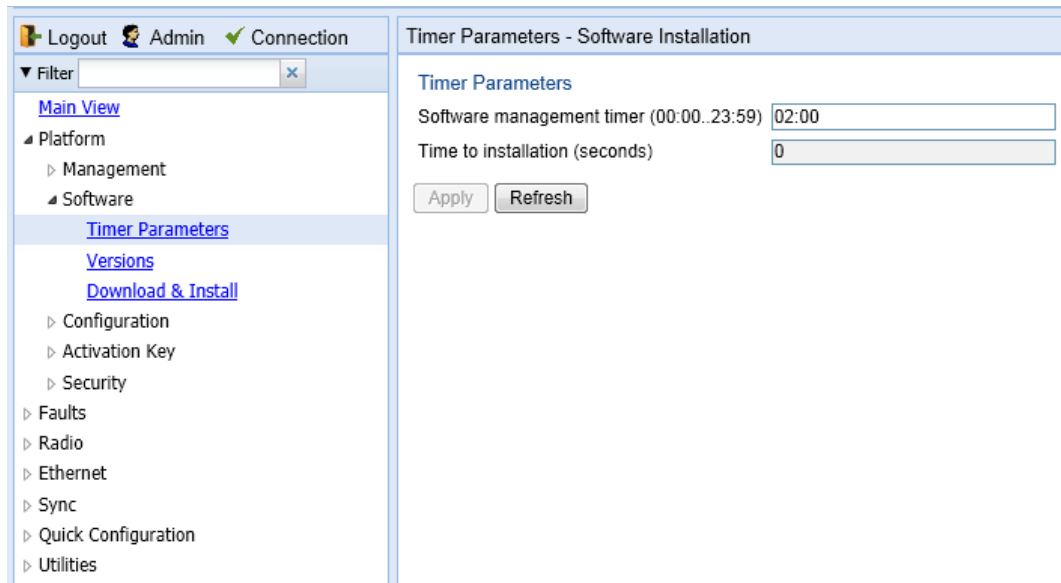 Logout Admin Connection
Filter
Main View
Platform
Management
Software
Timer Parameters
Versions
Download & Install
Configuration
Activation Key
Security
Faults
Radio
Ethernet
Sync
Quick Configuration
Utilities
Timer Parameters - Software Installation
Timer Parameters
Software management timer (00:00..23:59) 02:00
Time to installation (seconds) 0
Apply Refresh